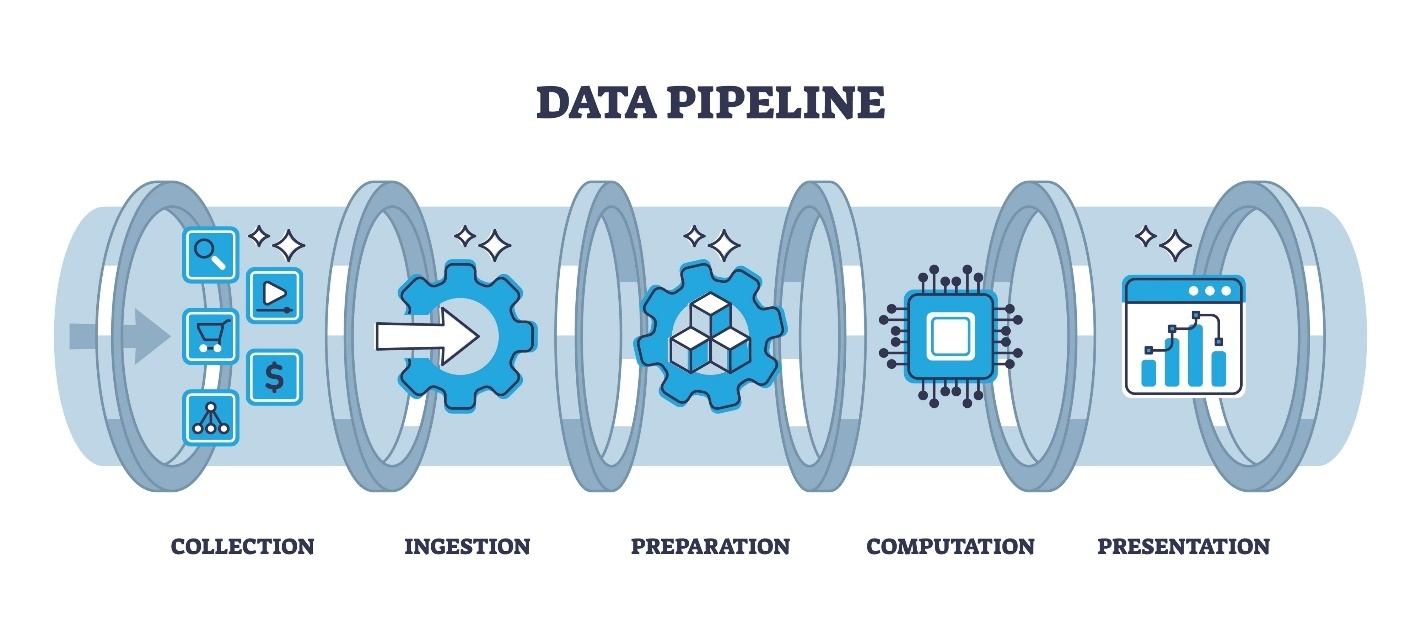 DATA PIPELINE
$
COLLECTION
INGESTION
PREPARATION
COMPUTATION
PRESENTATION